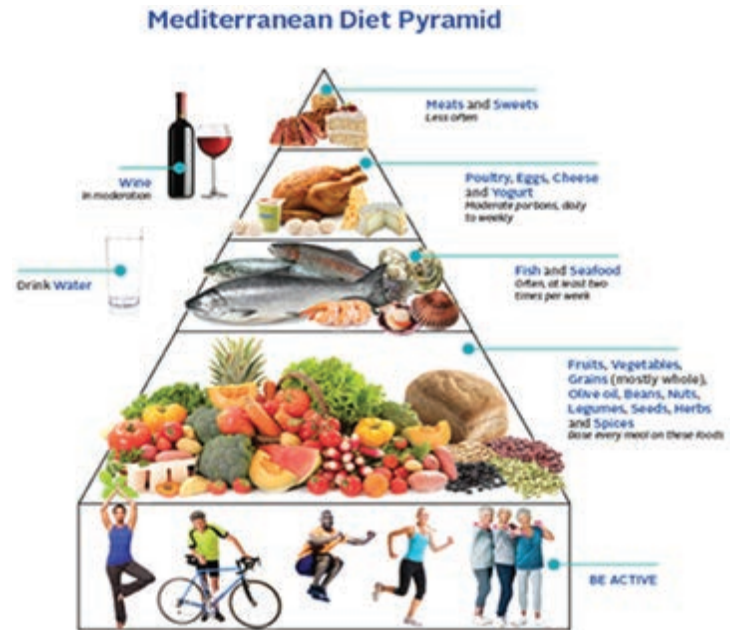 Mediterranean Diet Pyramid
Meats and Sweets
Less often
Wine
in moderation
Poultry, Eggs, Cheese
and Yogurt
Moderate portions, daily
to weekly
Drink Water
Fish and Seafood
Often, at least two
times per week
Fruits, Vegetables,
Grains (mostly whole),
Olive oil, Beans, Nuts,
Legumes, Seeds, Herbs
and Spices
Base every meal on these foods
BE ACTIVE